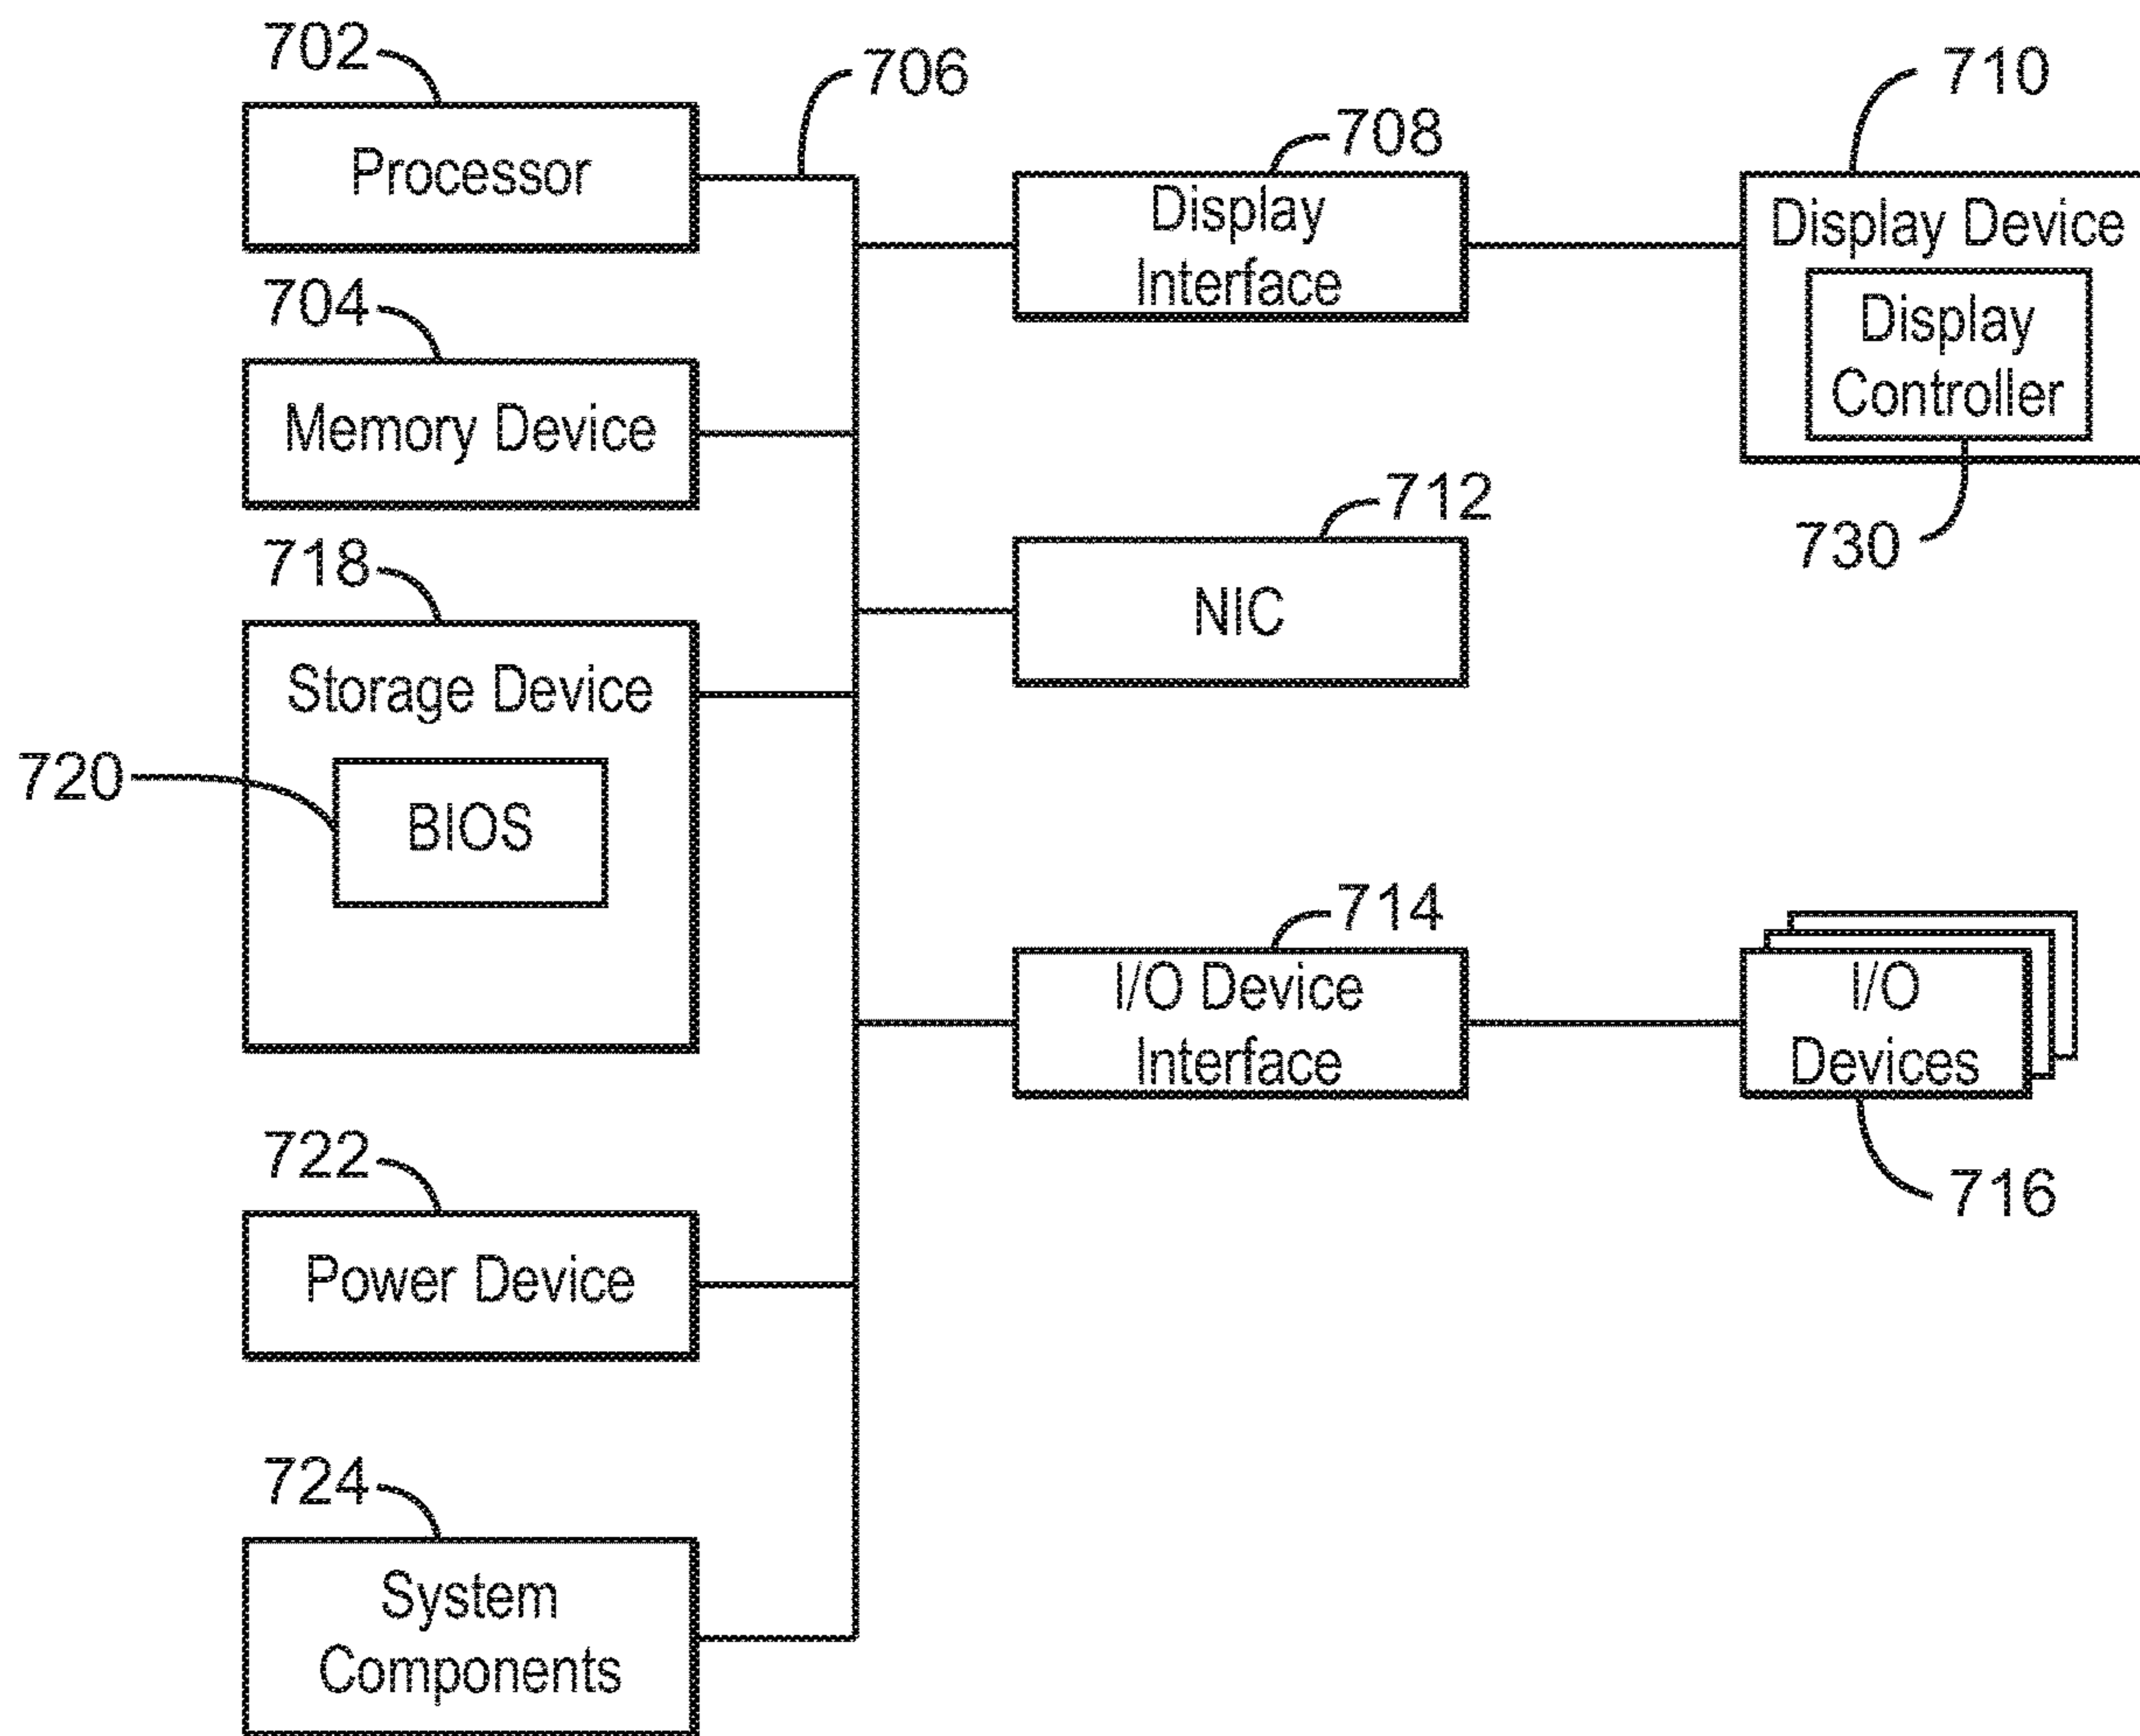 702
706
710
708
Processor
Display
Interface
Display Device
Display
Controller
704
Memory Device
712
730
718
NIC
Storage Device
720
BIOS
714
I/O Device
Interface
I/O
Devices
722
716
Power Device
724
System
Components